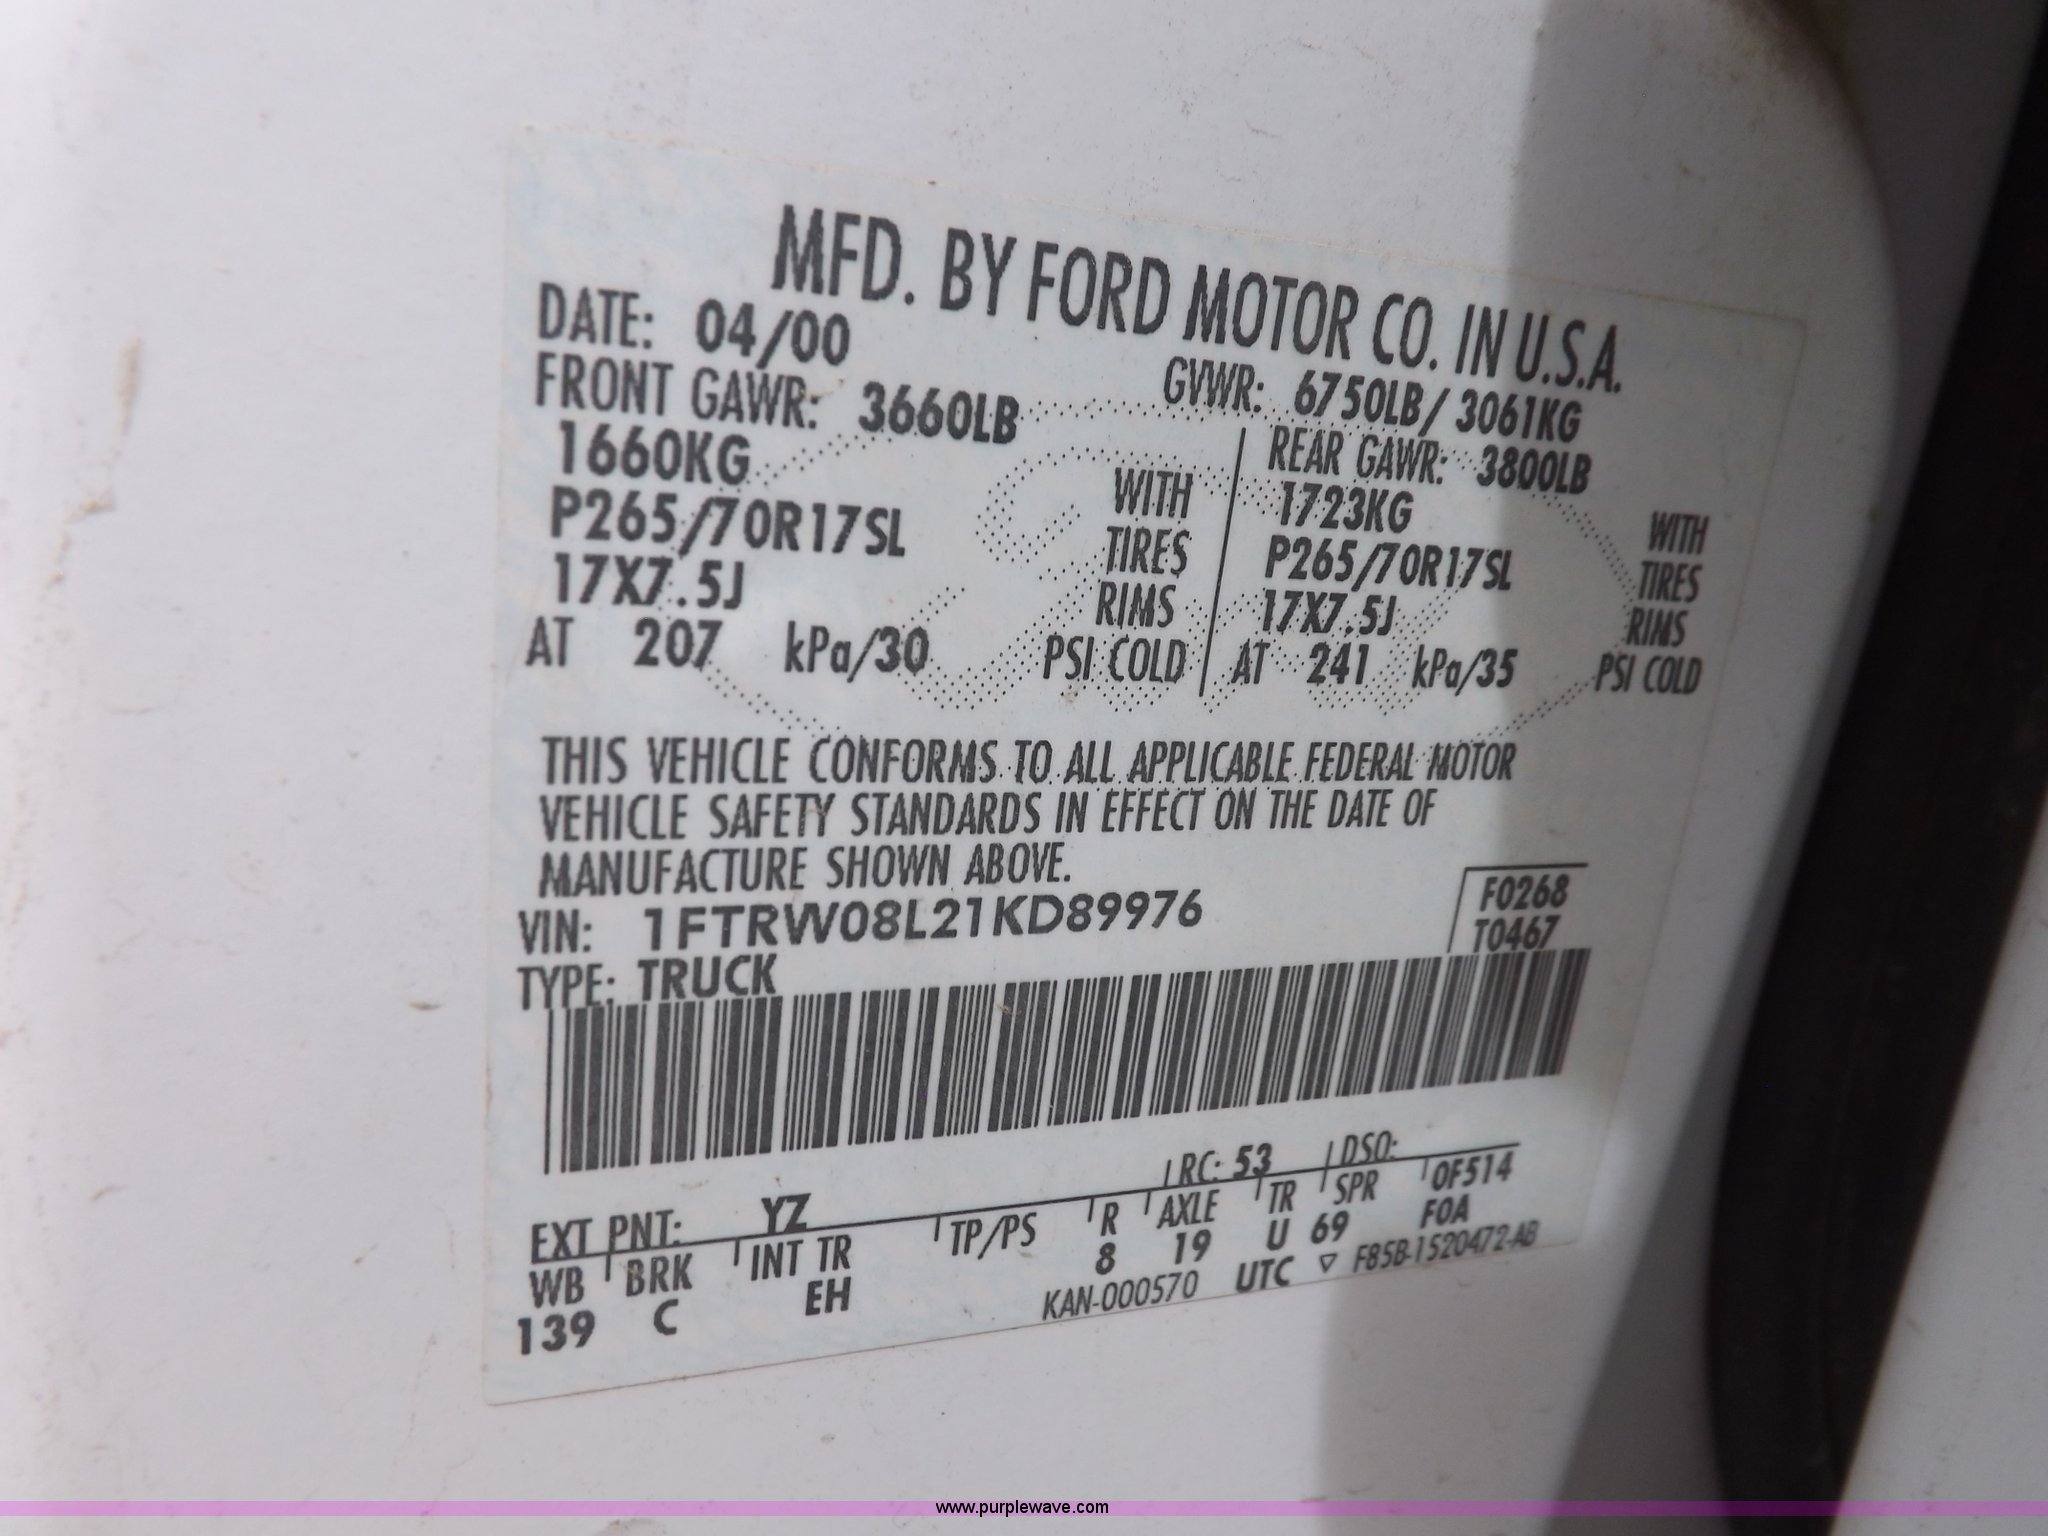 MFD. BY FORD MOTOR CO. IN U.S.A.
DATE: 04/00 GVWR: 6750LB/ 3061KG
FRONT GAWR: 3660LB REAR GAWR: 3800LB
1660KG WITH 1723KG WITH
P265/70R17SL TIRES P265/70R17SL TIRES
17X7.5J RIMS 17X7.5J RIMS
AT 207 kPa/30 PSI COLD AT 241 kPa/35 PSI COLD
THIS VEHICLE CONFORMS TO ALL APPLICABLE FEDERAL MOTOR
VEHICLE SAFETY STANDARDS IN EFFECT ON THE DATE OF
MANUFACTURE SHOWN ABOVE.
VIN: 1FTRW08L21KD89976 F0268
TYPE: TRUCK T0467
EXT PNT: YZ RC: 53 DSO:
WB BRK INT TR TP/PS R AXLE TR SPR 0F514
139 C EH 8 19 U 69 F0A
KAN-000570 UTC ▽ F85B-1520472-AB
www.purplewave.com